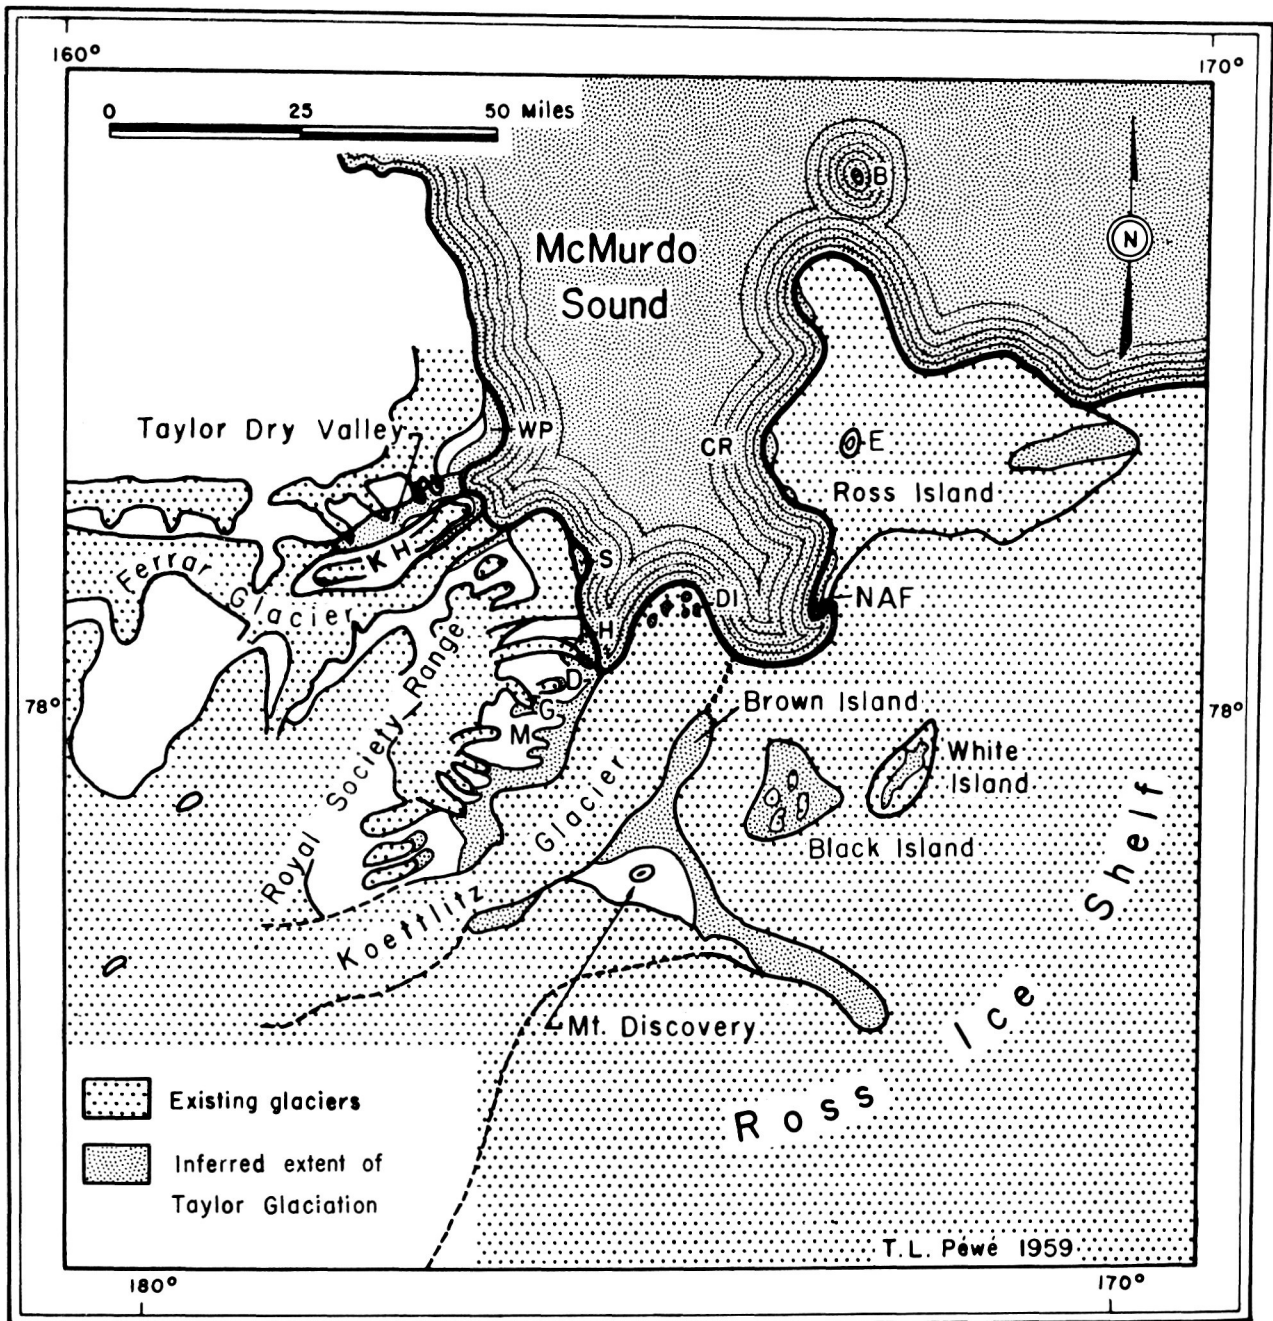 160°
170°
0 25 50 Miles
B
N
McMurdo
Sound
Taylor Dry Valley
WP
CR
E
Ross Island
KH
Ferrar
Glacier
S
DI
NAF
H
D
G
M
78°
78°
Royal Society Range
Brown Island
White
Island
Black Island
Koettlitz Glacier
Mt. Discovery
Ross Ice Shelf
Existing glaciers
Inferred extent of
Taylor Glaciation
T.L. Péwé 1959
180°
170°